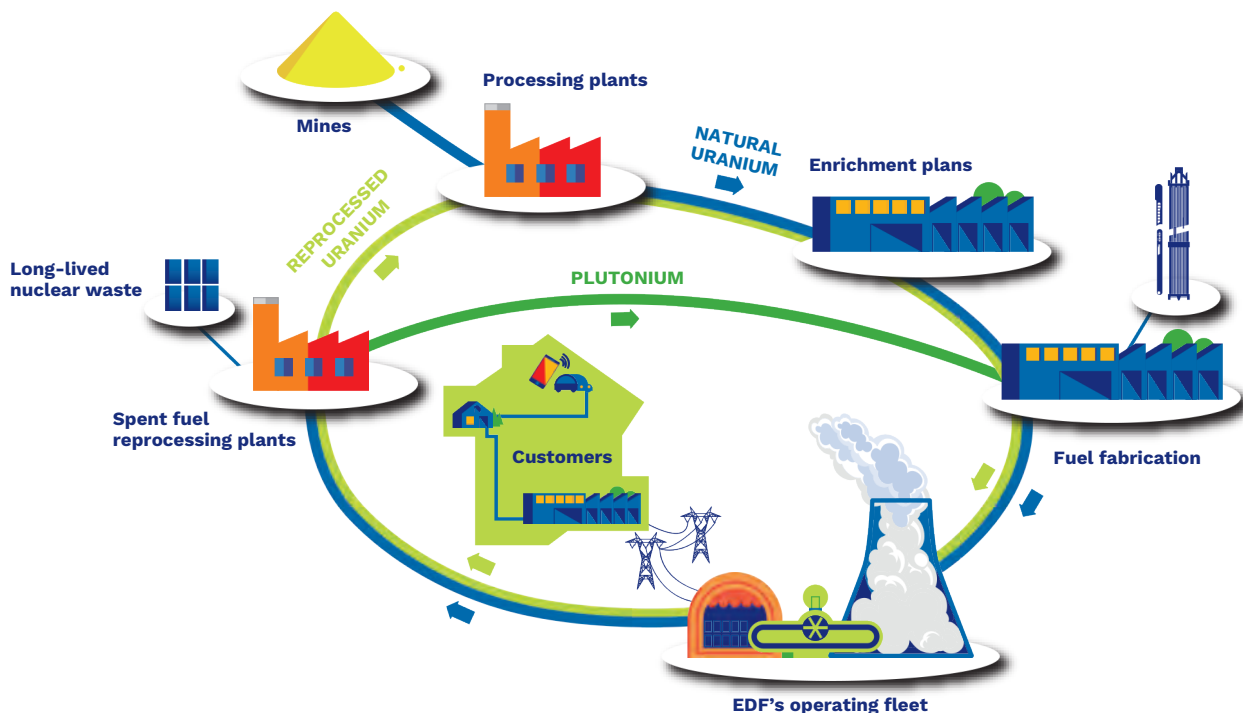 Processing plants
Mines
NATURAL
URANIUM
Enrichment plans
REPROCESSED
URANIUM
Long-lived
nuclear waste
PLUTONIUM
Spent fuel
reprocessing plants
Customers
Fuel fabrication
EDF’s operating fleet